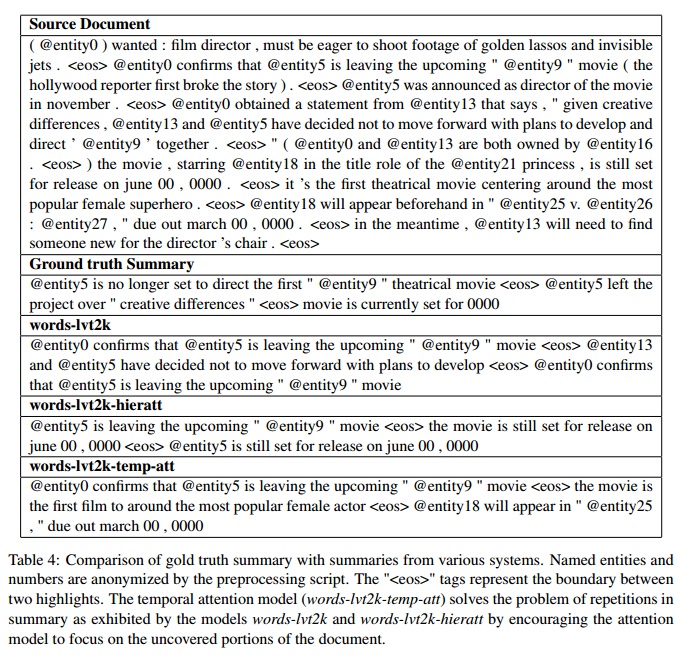 Source Document
( @entity0 ) wanted : film director , must be eager to shoot footage of golden lassos and invisible
jets . <eos> @entity0 confirms that @entity5 is leaving the upcoming " @entity9 " movie ( the
hollywood reporter first broke the story ) . <eos> @entity5 was announced as director of the movie
in november . <eos> @entity0 obtained a statement from @entity13 that says , " given creative
differences , @entity13 and @entity5 have decided not to move forward with plans to develop and
direct ' @entity9 ' together . <eos> " ( @entity0 and @entity13 are both owned by @entity16
. <eos> ) the movie , starring @entity18 in the title role of the @entity21 princess , is still set
for release on june 00 , 0000 . <eos> it 's the first theatrical movie centering around the most
popular female superhero . <eos> @entity18 will appear beforehand in " @entity25 v. @entity26
: @entity27 , " due out march 00 , 0000 . <eos> in the meantime , @entity13 will need to find
someone new for the director 's chair . <eos>
Ground truth Summary
@entity5 is no longer set to direct the first " @entity9 " theatrical movie <eos> @entity5 left the
project over " creative differences " <eos> movie is currently set for 0000
words-lvt2k
@entity0 confirms that @entity5 is leaving the upcoming " @entity9 " movie <eos> @entity13
and @entity5 have decided not to move forward with plans to develop <eos> @entity0 confirms
that @entity5 is leaving the upcoming " @entity9 " movie
words-lvt2k-hieratt
@entity5 is leaving the upcoming " @entity9 " movie <eos> the movie is still set for release on
june 00 , 0000 <eos> @entity5 is still set for release on june 00 , 0000
words-lvt2k-temp-att
@entity0 confirms that @entity5 is leaving the upcoming " @entity9 " movie <eos> the movie is
the first film to around the most popular female actor <eos> @entity18 will appear in " @entity25
, " due out march 00 , 0000
Table 4: Comparison of gold truth summary with summaries from various systems. Named entities and
numbers are anonymized by the preprocessing script. The "<eos>" tags represent the boundary between
two highlights. The temporal attention model (words-lvt2k-temp-att) solves the problem of repetitions in
summary as exhibited by the models words-lvt2k and words-lvt2k-hieratt by encouraging the attention
model to focus on the uncovered portions of the document.